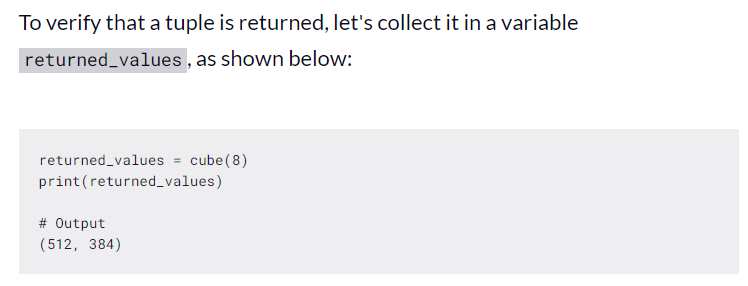 To verify that a tuple is returned, let's collect it in a variable
returned_values , as shown below:
returned_values = cube(8)
print(returned_values)
# Output
(512, 384)